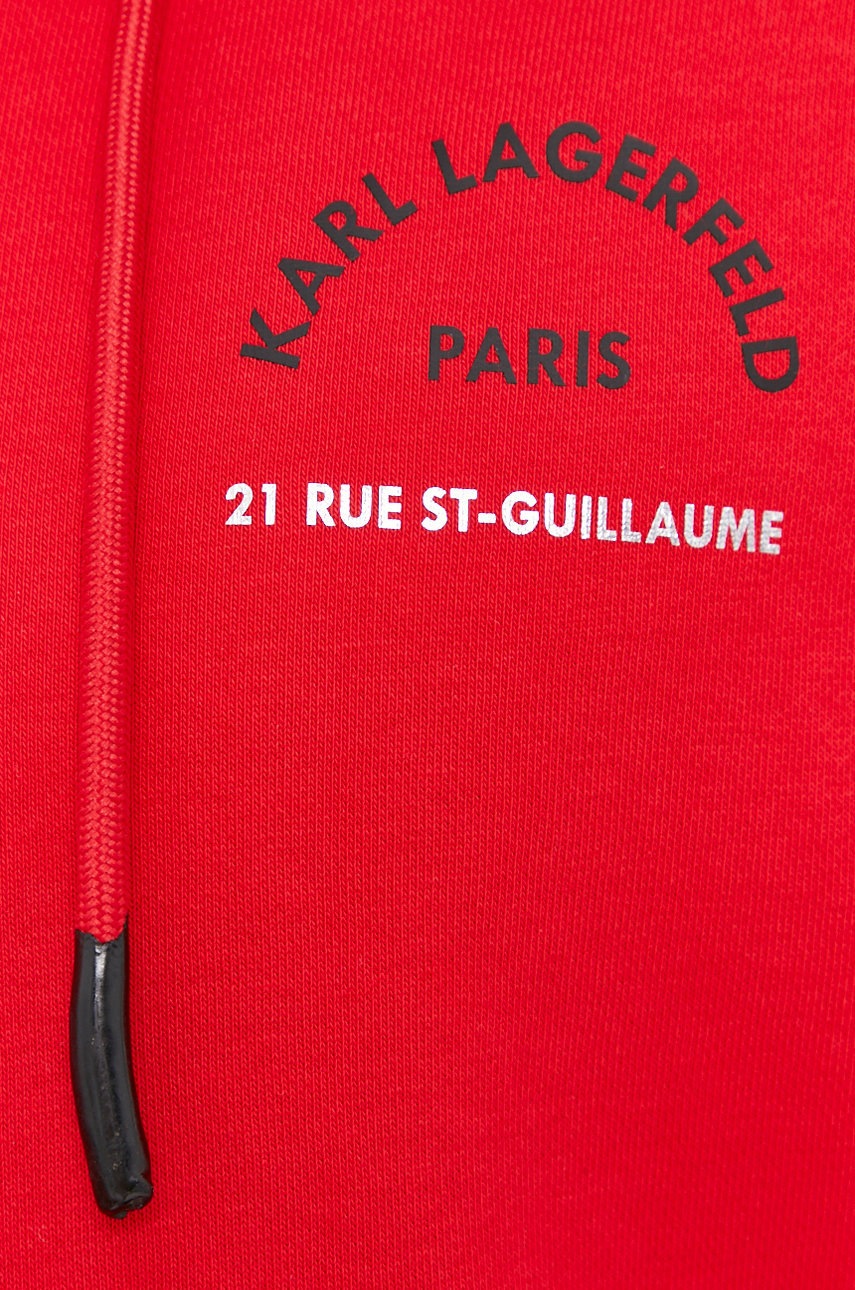 KARL LAGERFELD
PARIS
21 RUE ST-GUILLAUME